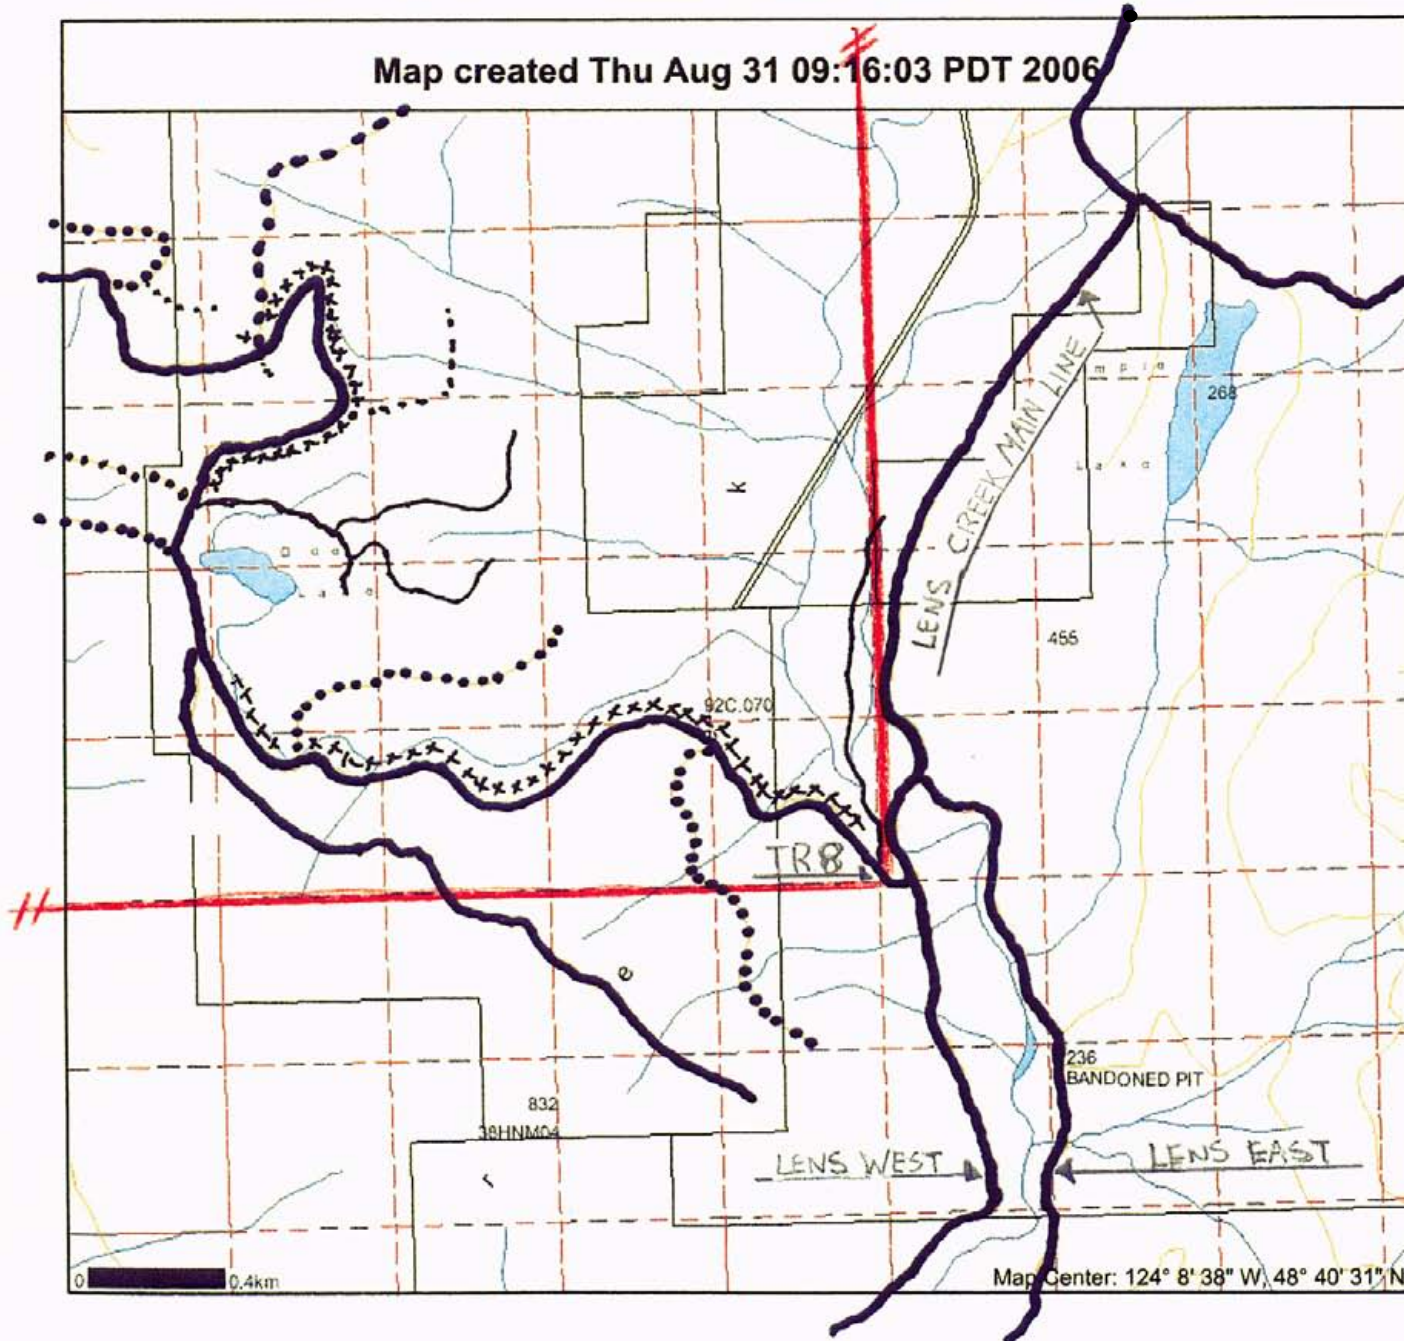 Map created Thu Aug 31 09:16:03 PDT 2006
LENS CREEK MAIN LINE
268
k
455
92C.070
TR8
e
236
BANDONED PIT
832
38HNM04
r
LENS WEST
LENS EAST
0
0.4km
Map Center: 124° 8' 38" W, 48° 40' 31" N